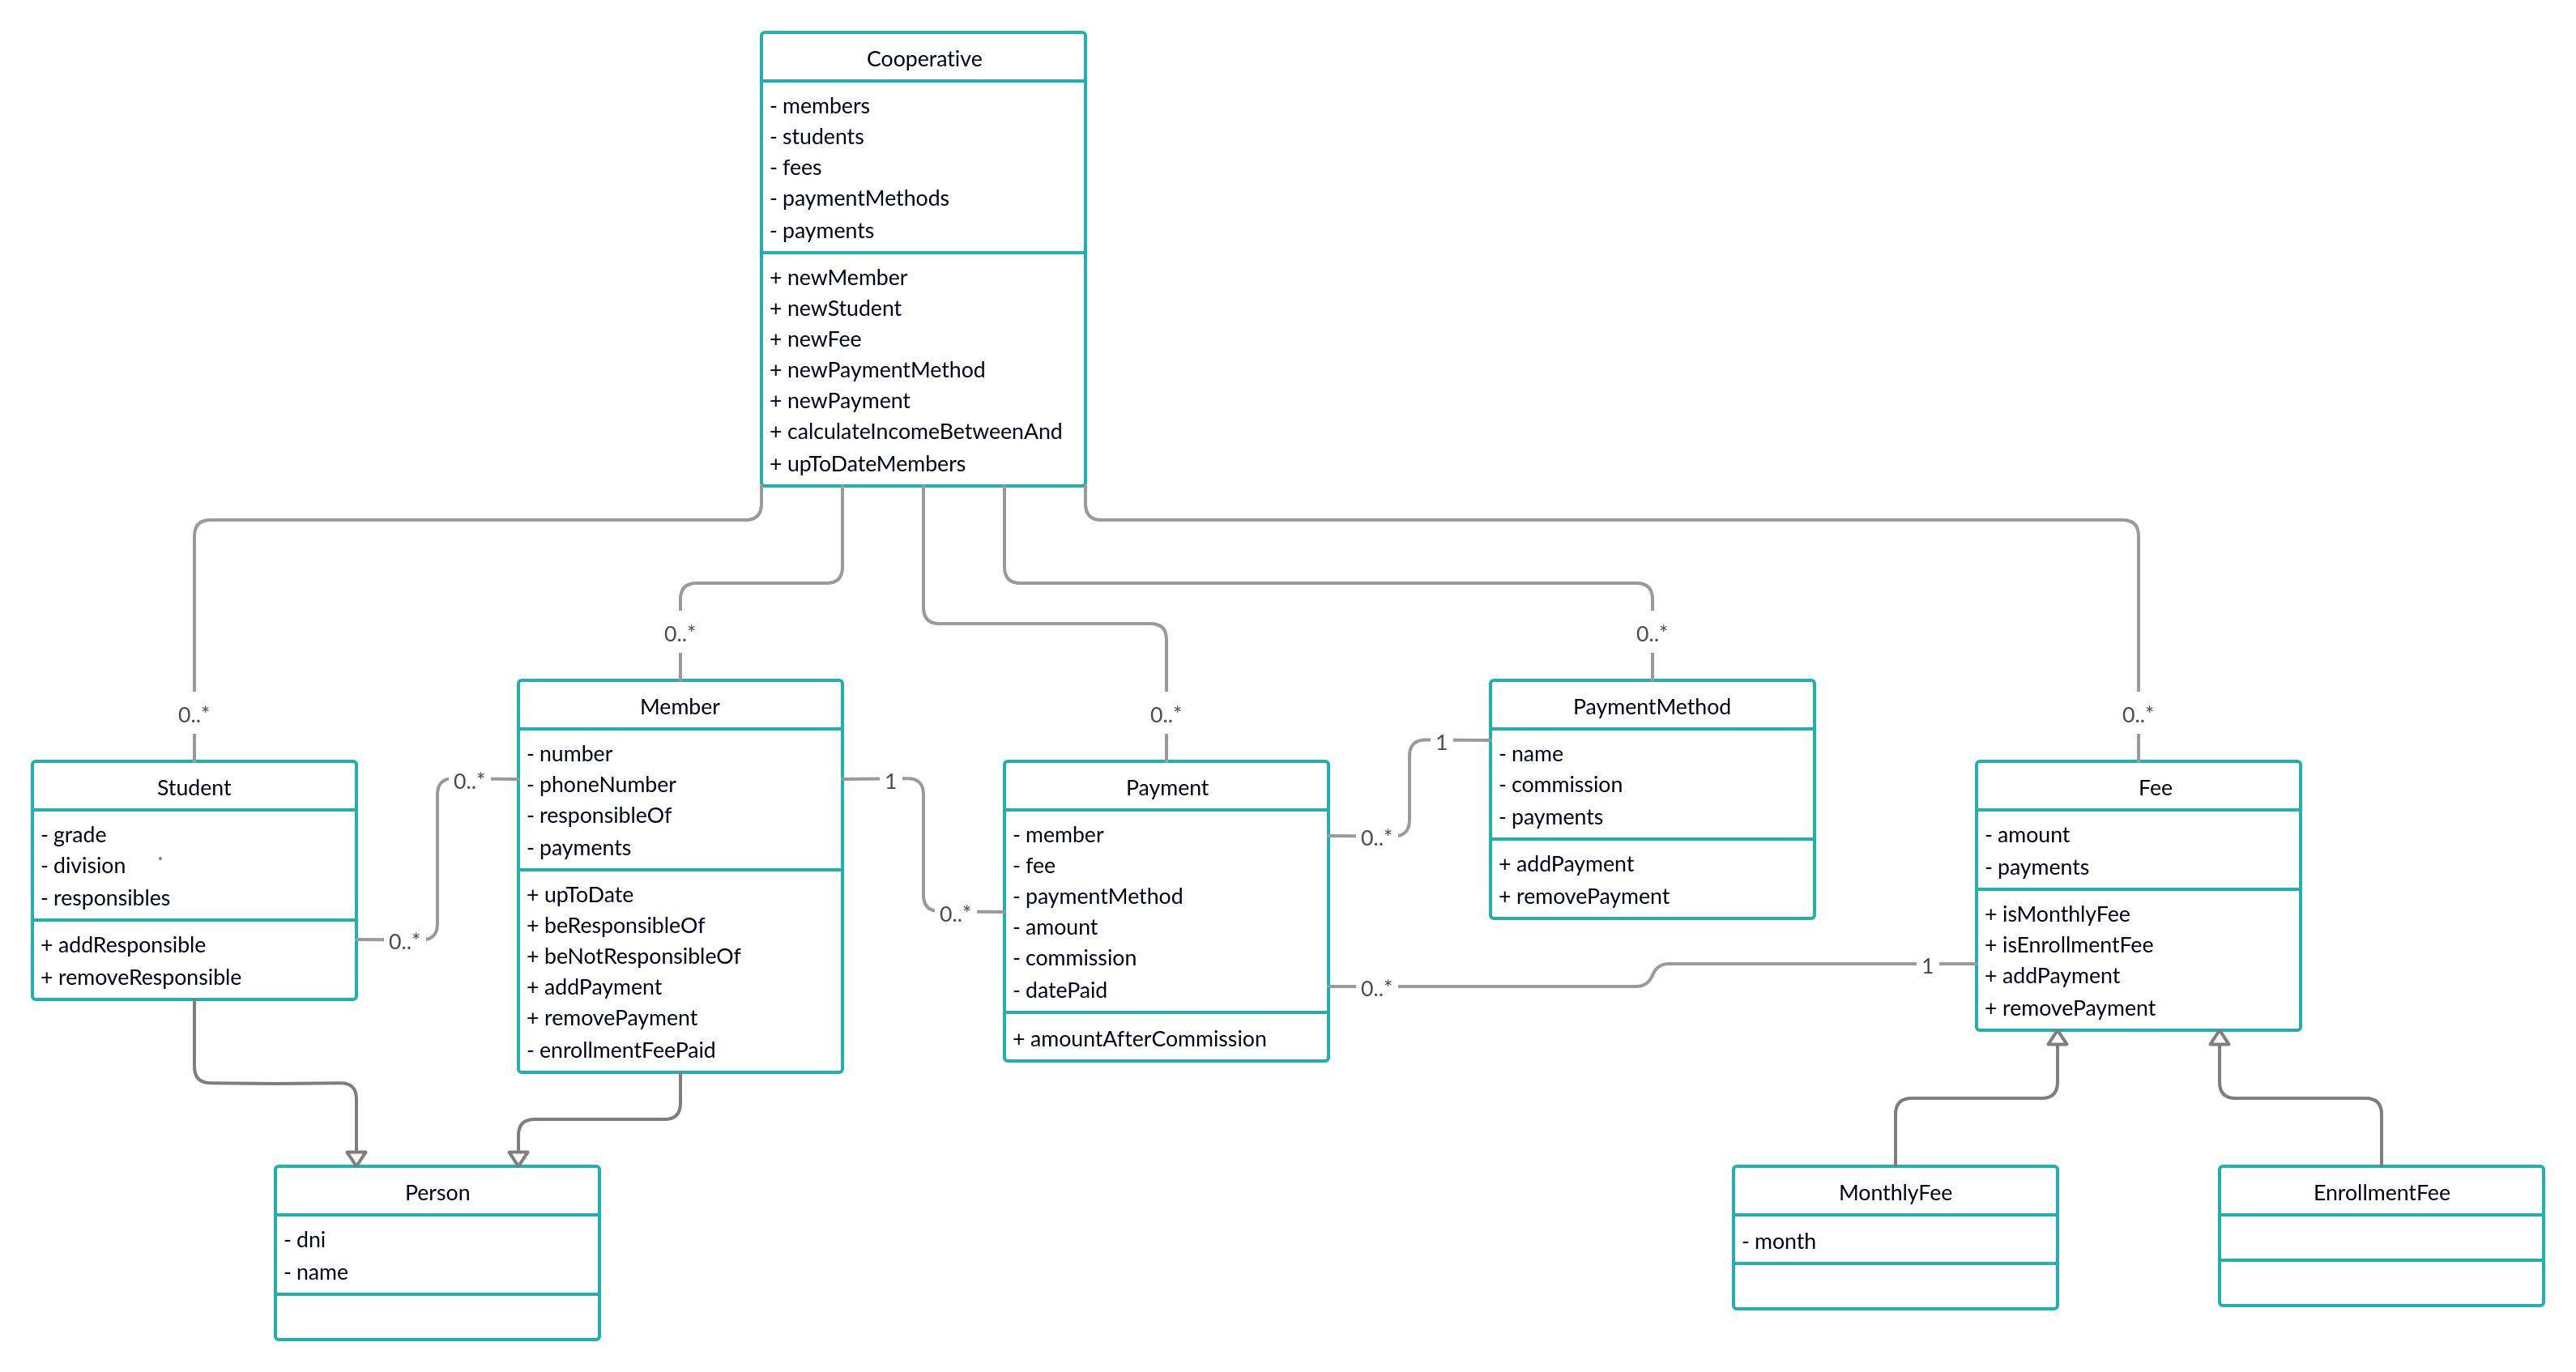 Cooperative
- members
- students
- fees
- paymentMethods
- payments
+ newMember
+ newStudent
+ newFee
+ newPaymentMethod
+ newPayment
+ calculateIncomeBetweenAnd
+ upToDateMembers
0..*
0..*
0..*
0..*
0..*
Student
- grade
- division
- responsibles
+ addResponsible
+ removeResponsible
0..*
0..*
Member
- number
- phoneNumber
- responsibleOf
- payments
+ upToDate
+ beResponsibleOf
+ beNotResponsibleOf
+ addPayment
+ removePayment
- enrollmentFeePaid
1
0..*
Payment
- member
- fee
- paymentMethod
- amount
- commission
- datePaid
+ amountAfterCommission
0..*
1
0..*
1
PaymentMethod
- name
- commission
- payments
+ addPayment
+ removePayment
Fee
- amount
- payments
+ isMonthlyFee
+ isEnrollmentFee
+ addPayment
+ removePayment
Person
- dni
- name
MonthlyFee
- month
EnrollmentFee